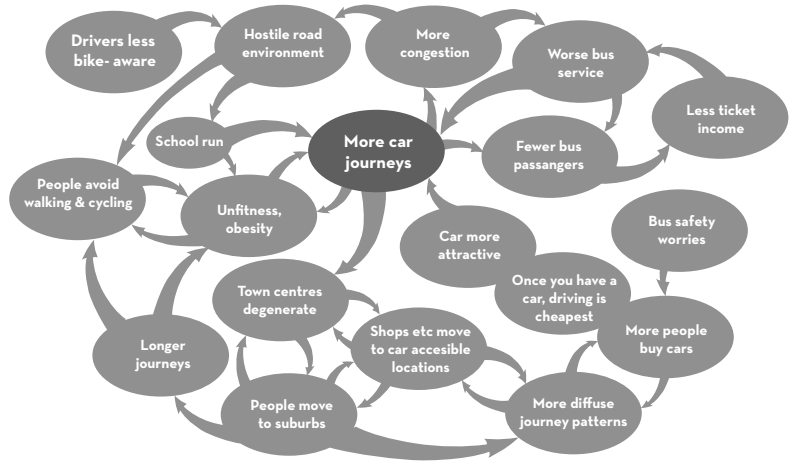 Drivers less
bike- aware
Hostile road
environment
More
congestion
Worse bus
service
Less ticket
income
School run
More car
journeys
Fewer bus
passangers
People avoid
walking & cycling
Unfitness,
obesity
Car more
attractive
Bus safety
worries
Once you have a
car, driving is
cheapest
Town centres
degenerate
Shops etc move
to car accesible
locations
More people
buy cars
Longer
journeys
People move
to suburbs
More diffuse
journey patterns